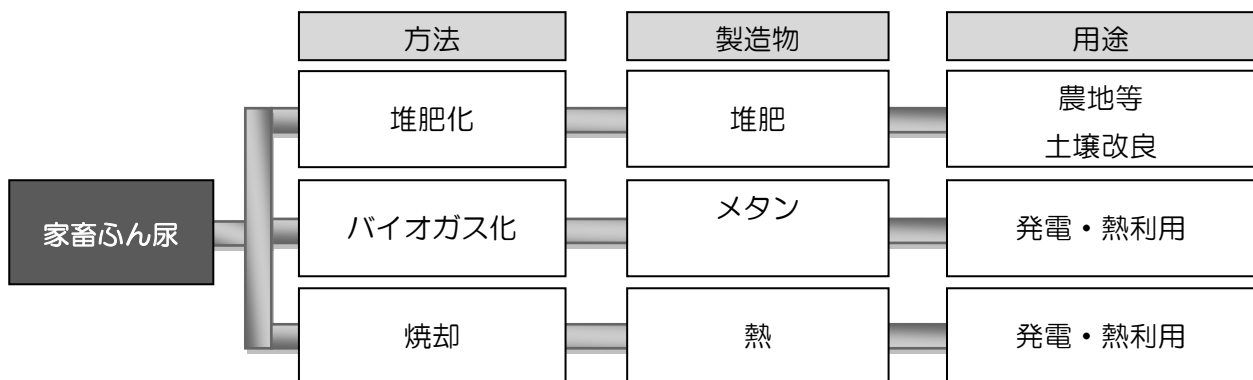 方法
製造物
用途
堆肥化
堆肥
農地等
土壌改良
家畜ふん尿
バイオガス化
メタン
発電・熱利用
焼却
熱
発電・熱利用